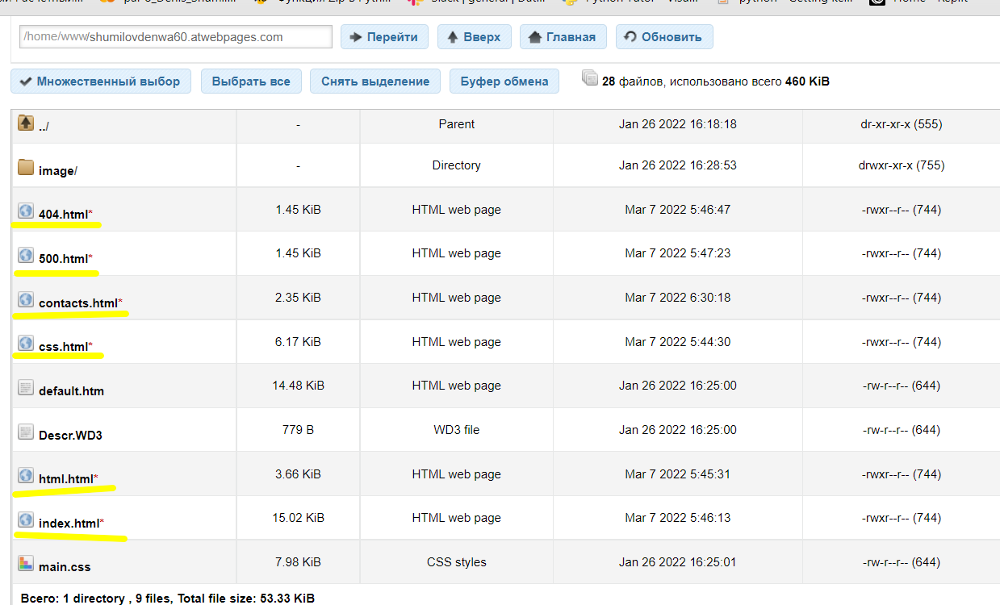 /home/www/shumilovdenwa60.atwebpages.com Перейти Вверх Главная Обновить
Множественный выбор Выбрать все Снять выделение Буфер обмена 28 файлов, использовано всего 460 KiB
../ - Parent Jan 26 2022 16:18:18 dr-xr-xr-x (555)
image/ - Directory Jan 26 2022 16:28:53 drwxr-xr-x (755)
404.html* 1.45 KiB HTML web page Mar 7 2022 5:46:47 -rwxr--r-- (744)
500.html* 1.45 KiB HTML web page Mar 7 2022 5:47:23 -rwxr--r-- (744)
contacts.html* 2.35 KiB HTML web page Mar 7 2022 6:30:18 -rwxr--r-- (744)
css.html* 6.17 KiB HTML web page Mar 7 2022 5:44:30 -rwxr--r-- (744)
default.htm 14.48 KiB HTML web page Jan 26 2022 16:25:00 -rw-r--r-- (644)
Descr.WD3 779 B WD3 file Jan 26 2022 16:25:00 -rw-r--r-- (644)
html.html* 3.66 KiB HTML web page Mar 7 2022 5:45:31 -rwxr--r-- (744)
index.html* 15.02 KiB HTML web page Mar 7 2022 5:46:13 -rwxr--r-- (744)
main.css 7.98 KiB CSS styles Jan 26 2022 16:25:01 -rw-r--r-- (644)
Всего: 1 directory , 9 files, Total file size: 53.33 KiB